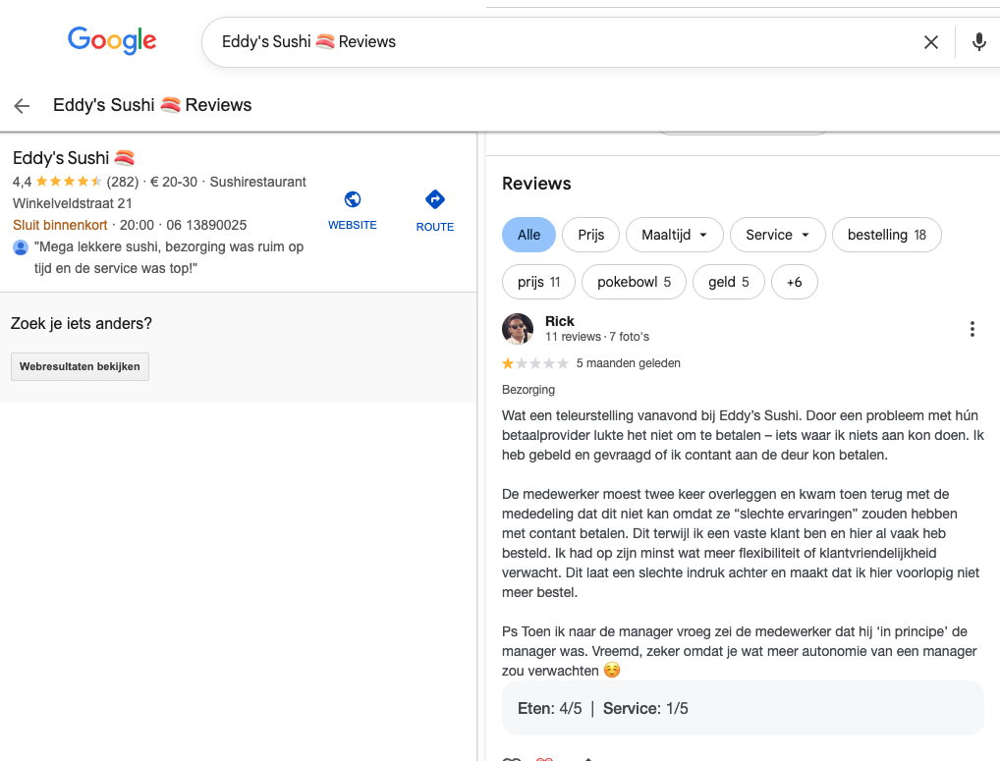 Google
Eddy's Sushi 🍣 Reviews
Eddy's Sushi 🍣 Reviews
Eddy's Sushi 🍣
4,4 (282) · € 20-30 · Sushirestaurant
Winkelveldstraat 21
Sluit binnenkort · 20:00 · 06 13890025
"Mega lekkere sushi, bezorging was ruim op
tijd en de service was top!"
WEBSITE
ROUTE
Zoek je iets anders?
Webresultaten bekijken
Reviews
Alle Prijs Maaltijd Service bestelling 18
prijs 11 pokebowl 5 geld 5 +6
Rick
11 reviews · 7 foto's
5 maanden geleden
Bezorging
Wat een teleurstelling vanavond bij Eddy’s Sushi. Door een probleem met hún
betaalprovider lukte het niet om te betalen – iets waar ik niets aan kon doen. Ik
heb gebeld en gevraagd of ik contant aan de deur kon betalen.
De medewerker moest twee keer overleggen en kwam toen terug met de
mededeling dat dit niet kan omdat ze “slechte ervaringen” zouden hebben
met contant betalen. Dit terwijl ik een vaste klant ben en hier al vaak heb
besteld. Ik had op zijn minst wat meer flexibiliteit of klantvriendelijkheid
verwacht. Dit laat een slechte indruk achter en maakt dat ik hier voorlopig niet
meer bestel.
Ps Toen ik naar de manager vroeg zei de medewerker dat hij ‘in principe’ de
manager was. Vreemd, zeker omdat je wat meer autonomie van een manager
zou verwachten ☺️
Eten: 4/5 | Service: 1/5